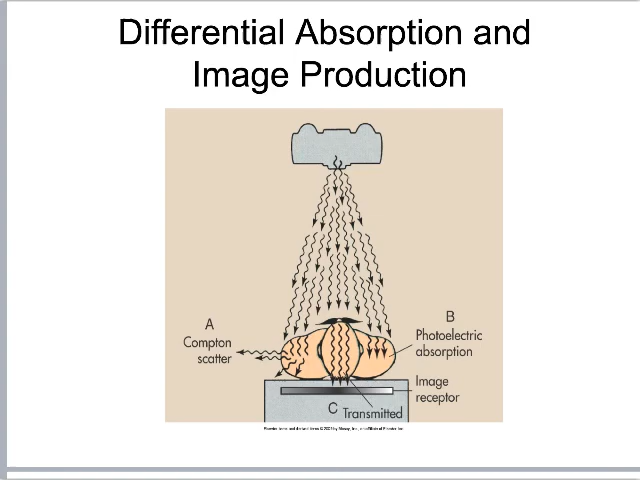 Differential Absorption and
Image Production
A
Compton
scatter
B
Photoelectric
absorption
Image
receptor
C Transmitted